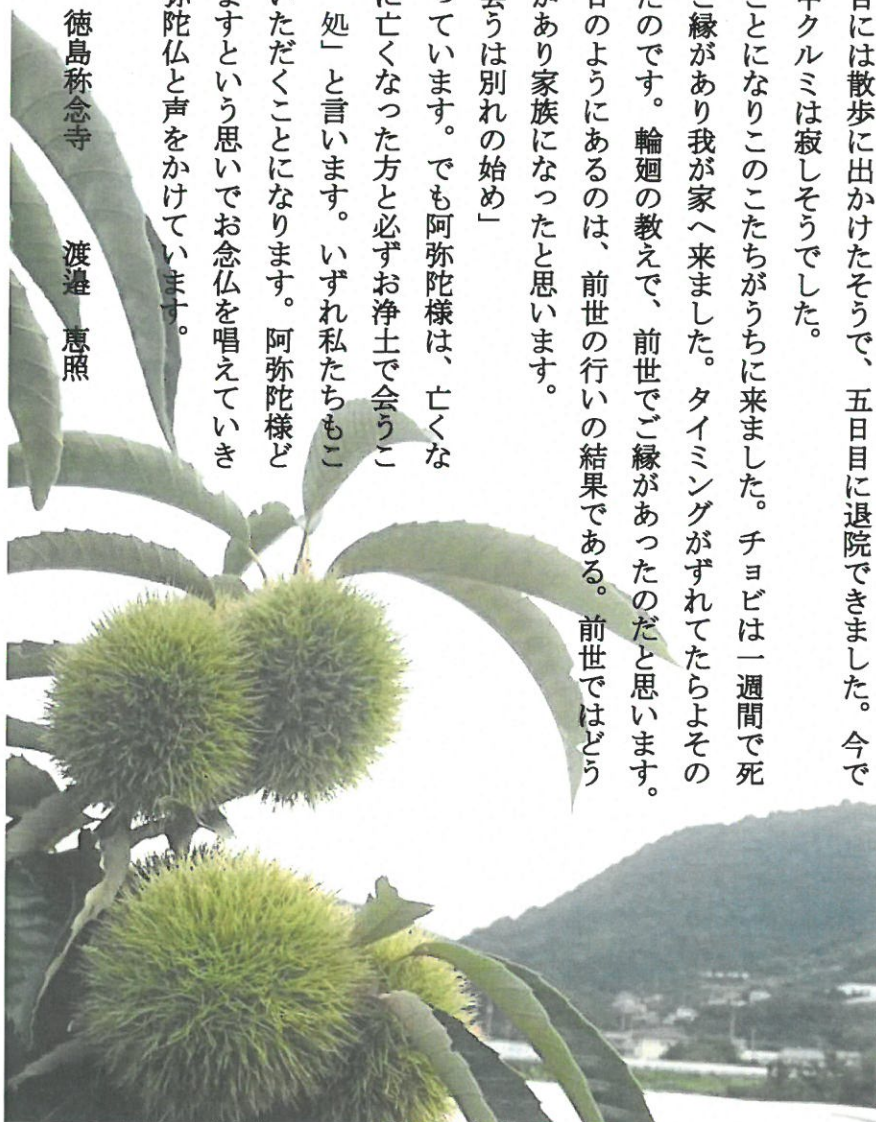 には散歩に出かけたそうで、五日目に退院できました。今で
クルミは寂しそうでした。
ことになりこのこたちがうちに来ました。チョビは一週間で死
ご縁があり我が家へ来ました。タイミングがずれてたらよその
たのです。輪廻の教えで、前世でご縁があったのだと思います。
のようにあるのは、前世の行いの結果である。前世ではどう
があり家族になったと思います。
会うは別れの始め」
っています。でも阿弥陀様は、亡くな
に亡くなった方と必ずお浄土で会うこ
処」と言います。いずれ私たちもこ
いただくことになります。阿弥陀様ど
ますという思いでお念仏を唱えていき
弥陀仏と声をかけています。
徳島称念寺　渡邉　恵照